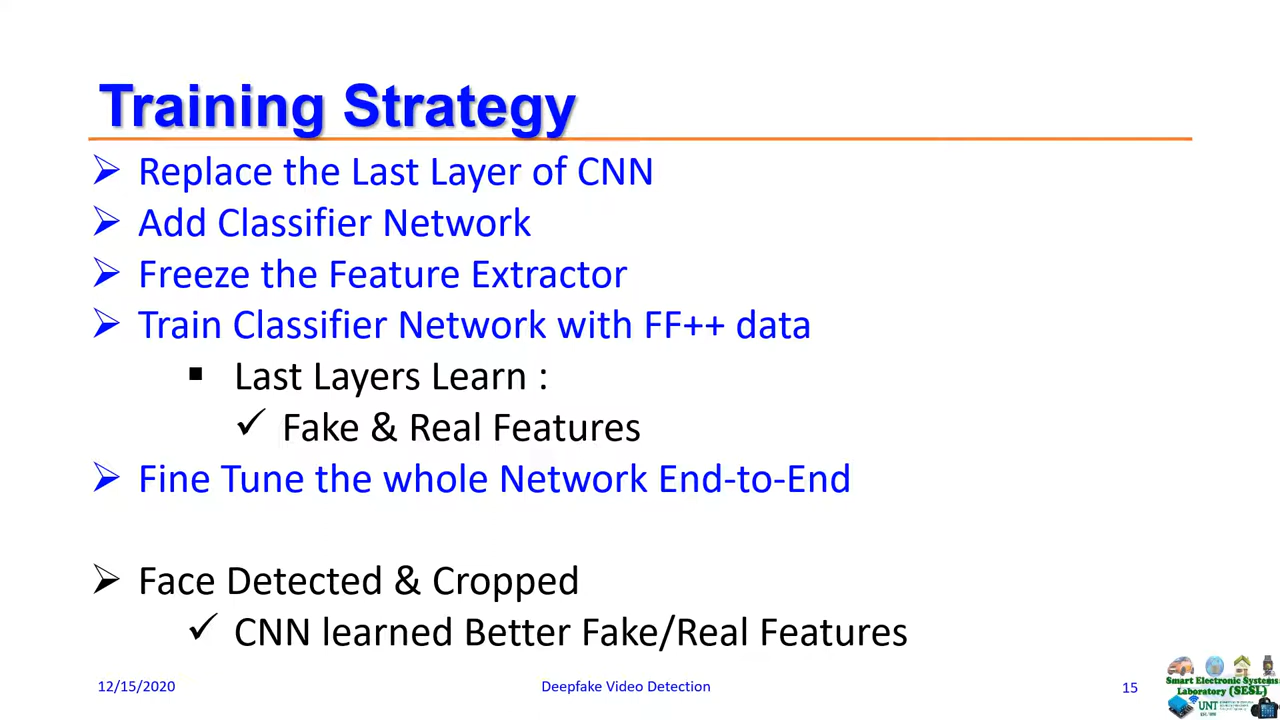 Training Strategy
Replace the Last Layer of CNN
Add Classifier Network
Freeze the Feature Extractor
Train Classifier Network with FF++ data
Last Layers Learn :
Fake & Real Features
Fine Tune the whole Network End-to-End
Face Detected & Cropped
CNN learned Better Fake/Real Features
12/15/2020
Deepfake Video Detection
15
Smart Electronic Systems
Laboratory (SESL)
UNT